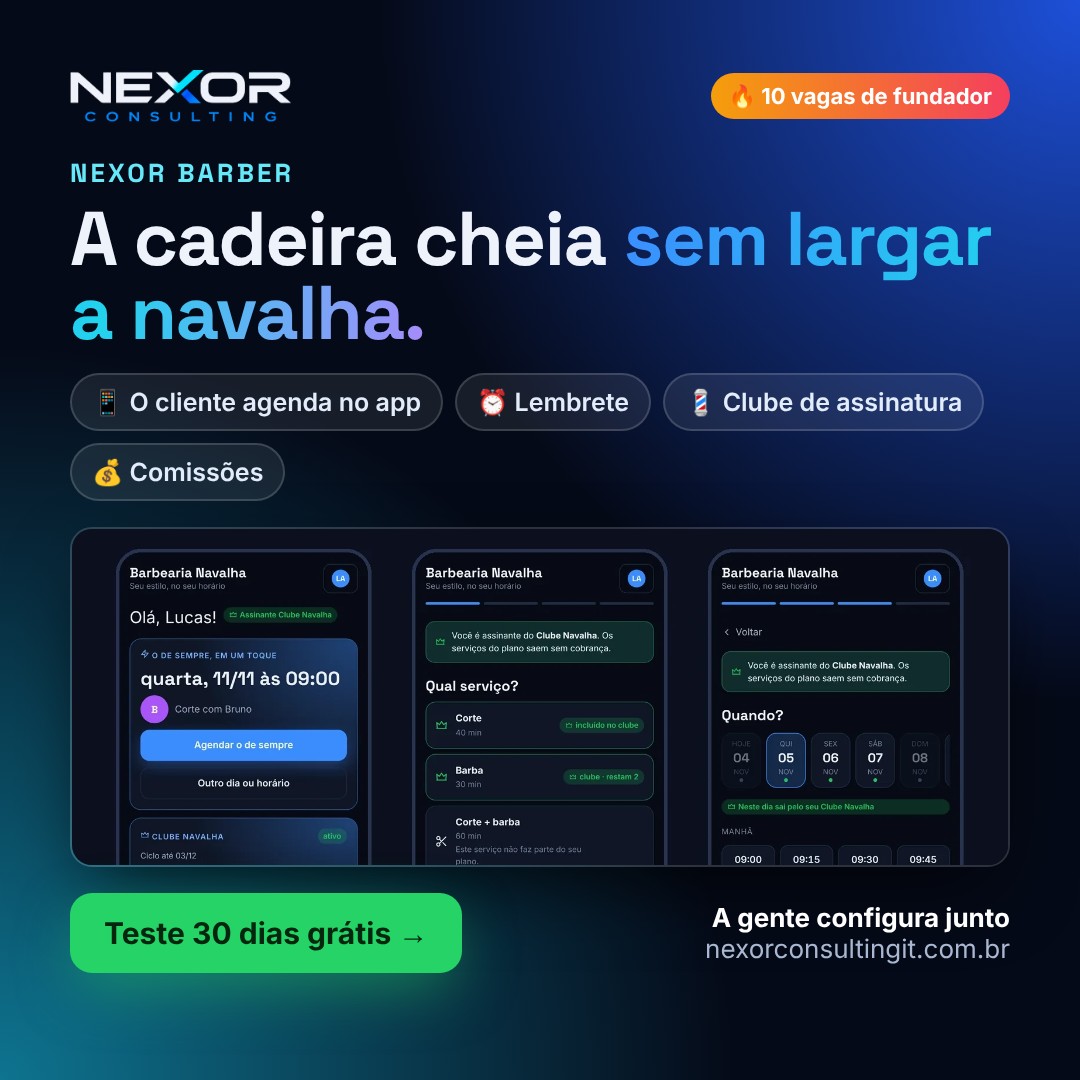 NEXOR
CONSULTING
🔥 10 vagas de fundador
NEXOR BARBER
A cadeira cheia sem largar
a navalha.
📱 O cliente agenda no app
⏰ Lembrete
💈 Clube de assinatura
💰 Comissões
Barbearia Navalha
Seu estilo, no seu horário
LA
Olá, Lucas!
Assinante Clube Navalha
O DE SEMPRE, EM UM TOQUE
quarta, 11/11 às 09:00
B
Corte com Bruno
Agendar o de sempre
Outro dia ou horário
CLUBE NAVALHA
ativo
Ciclo até 03/12
Barbearia Navalha
Seu estilo, no seu horário
LA
Você é assinante do Clube Navalha. Os
serviços do plano saem sem cobrança.
Qual serviço?
Corte
40 min
incluído no clube
Barba
30 min
clube · restam 2
Corte + barba
60 min
Este serviço não faz parte do seu
plano.
Barbearia Navalha
Seu estilo, no seu horário
LA
‹ Voltar
Você é assinante do Clube Navalha. Os
serviços do plano saem sem cobrança.
Quando?
HOJE QUI SEX SÁB DOM
04 05 06 07 08
NOV NOV NOV NOV NOV
Neste dia sai pelo seu Clube Navalha
MANHÃ
09:00 09:15 09:30 09:45
Teste 30 dias grátis →
A gente configura junto
nexorconsultingit.com.br